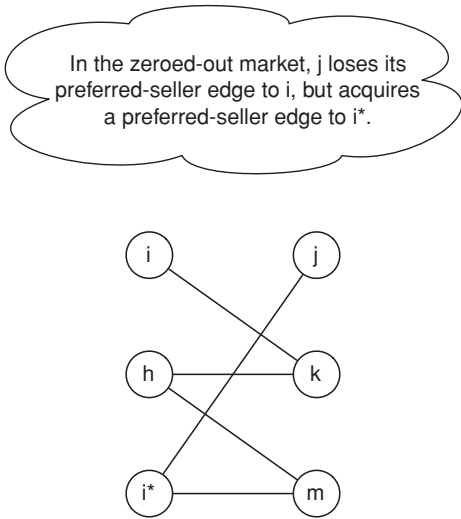 In the zeroed-out market, j loses its
preferred-seller edge to i, but acquires
a preferred-seller edge to i*.
i
j
h
k
i*
m